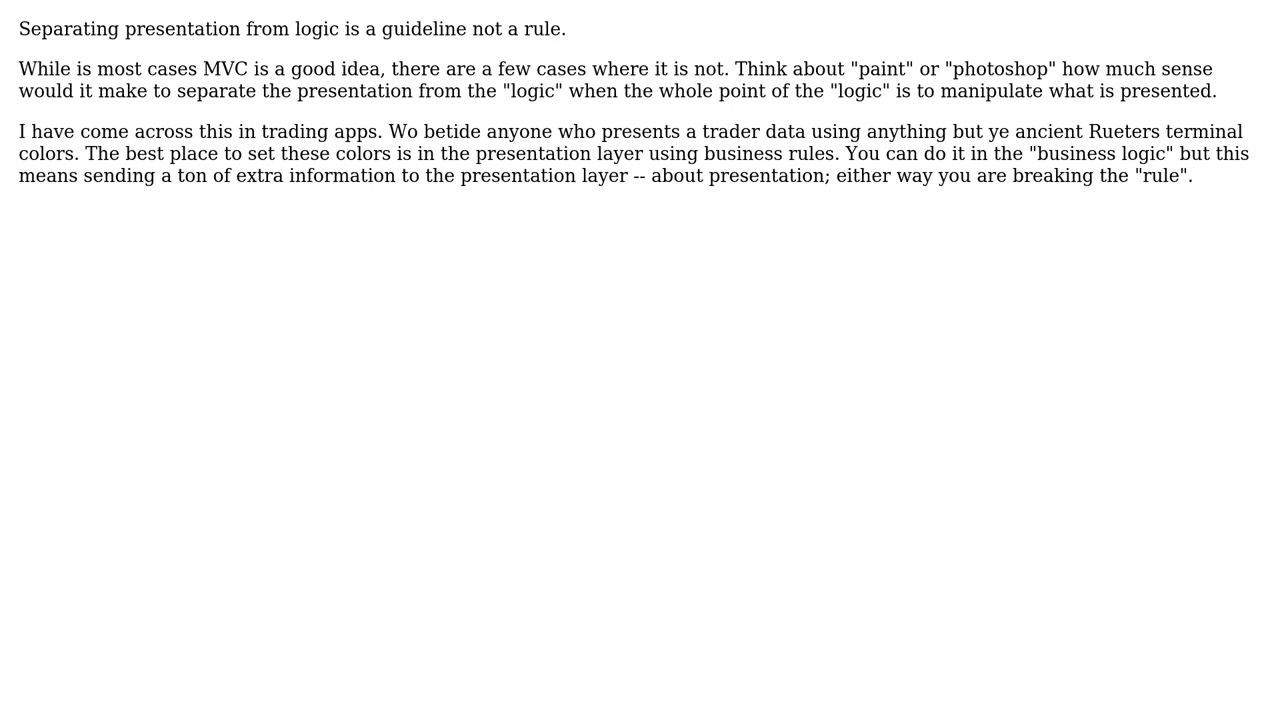 Separating presentation from logic is a guideline not a rule.
While is most cases MVC is a good idea, there are a few cases where it is not. Think about "paint" or "photoshop" how much sense
would it make to separate the presentation from the "logic" when the whole point of the "logic" is to manipulate what is presented.
I have come across this in trading apps. Wo betide anyone who presents a trader data using anything but ye ancient Rueters terminal
colors. The best place to set these colors is in the presentation layer using business rules. You can do it in the "business logic" but this
means sending a ton of extra information to the presentation layer -- about presentation; either way you are breaking the "rule".